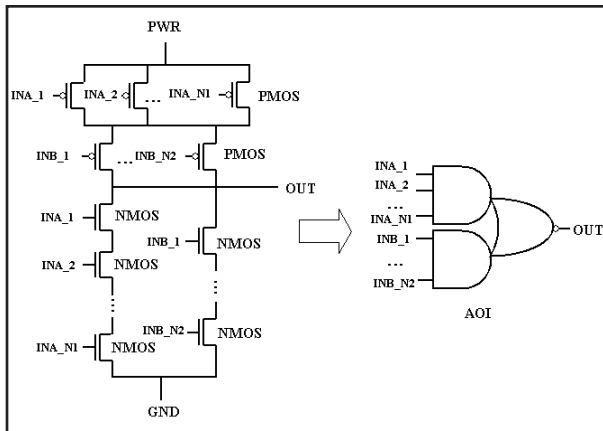 PWR
INA_1
INA_2
...
INA_N1
PMOS
INB_1
...
INB_N2
PMOS
OUT
INA_1
NMOS
INB_1
NMOS
INA_2
NMOS
INB_N2
NMOS
INA_N1
NMOS
GND
INA_1
INA_2
...
INA_N1
INB_1
...
INB_N2
OUT
AOI